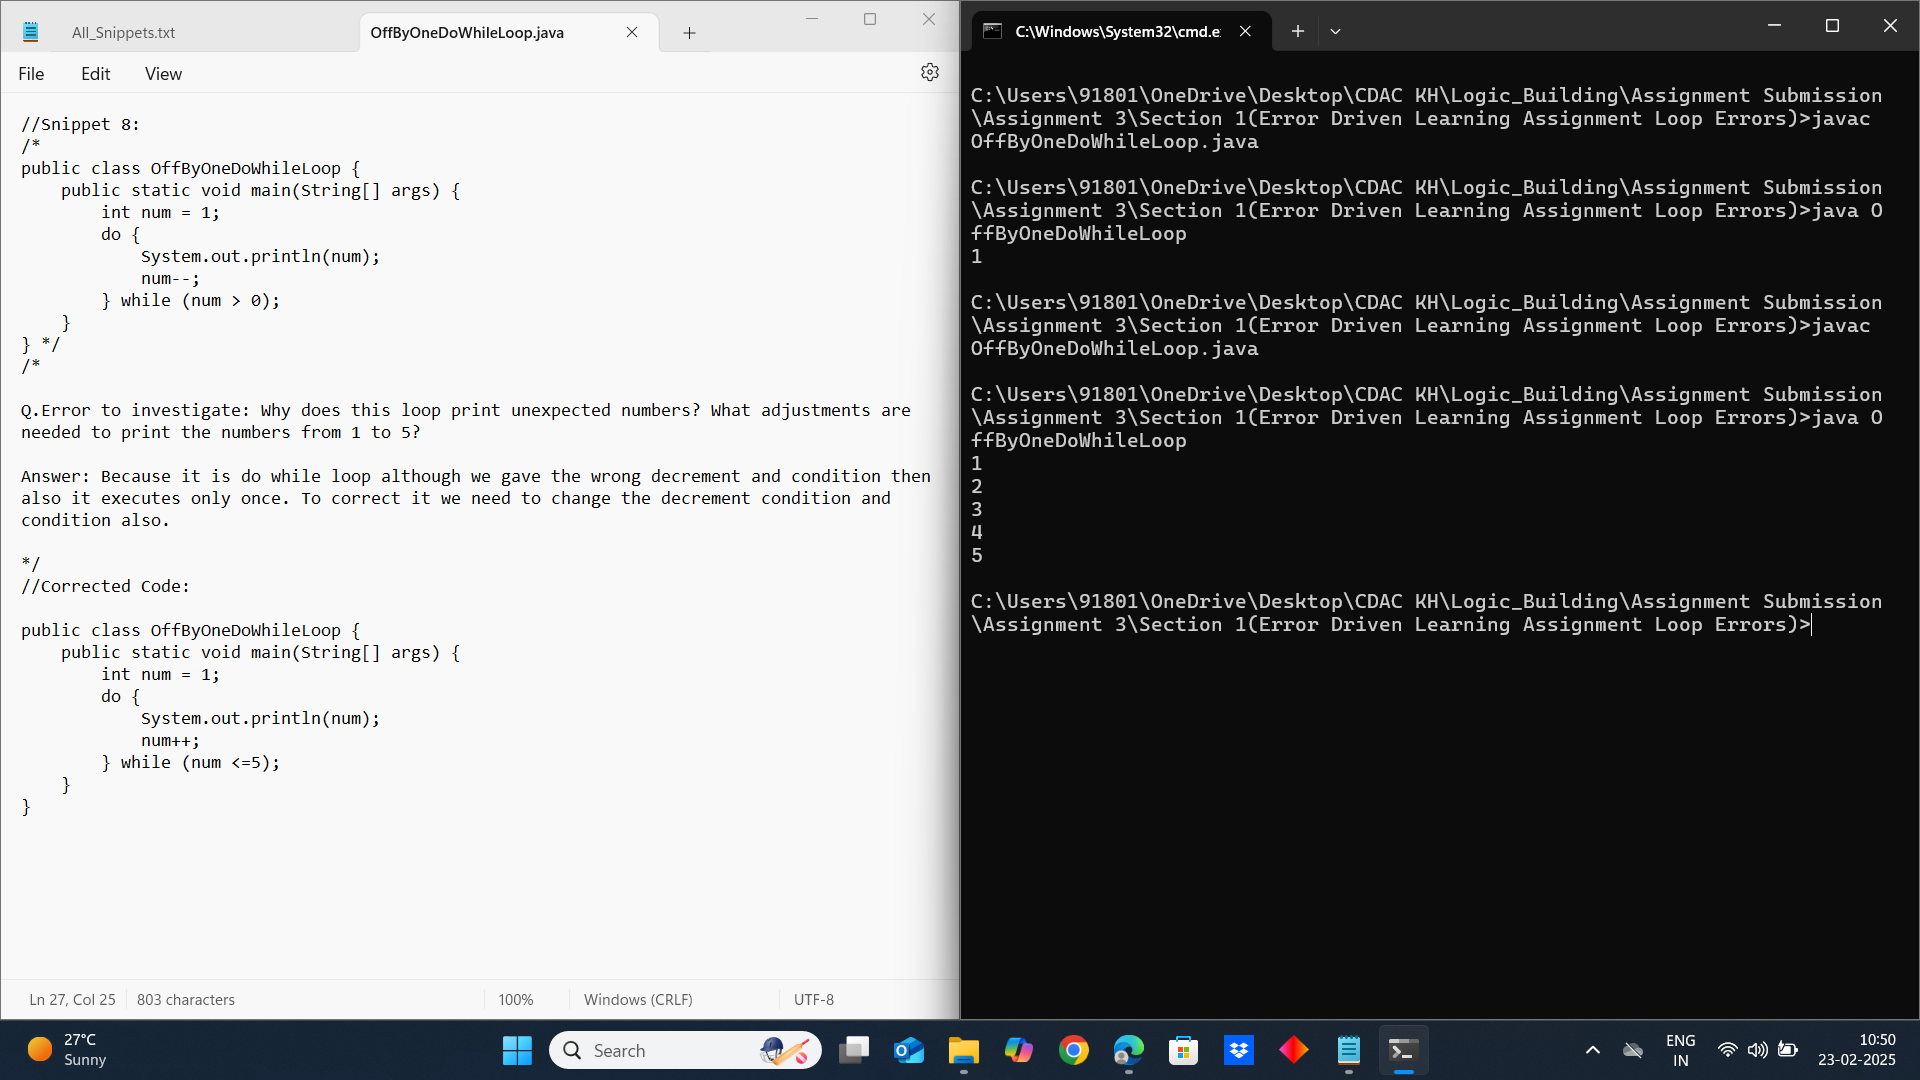 All_Snippets.txt
OffByOneDoWhileLoop.java
File Edit View
//Snippet 8:
/*
public class OffByOneDoWhileLoop {
    public static void main(String[] args) {
        int num = 1;
        do {
            System.out.println(num);
            num--;
        } while (num > 0);
    }
} */
/*
Q.Error to investigate: Why does this loop print unexpected numbers? What adjustments are
needed to print the numbers from 1 to 5?
Answer: Because it is do while loop although we gave the wrong decrement and condition then
also it executes only once. To correct it we need to change the decrement condition and
condition also.
*/
//Corrected Code:
public class OffByOneDoWhileLoop {
    public static void main(String[] args) {
        int num = 1;
        do {
            System.out.println(num);
            num++;
        } while (num <=5);
    }
}
Ln 27, Col 25 803 characters 100% Windows (CRLF) UTF-8
C:\Windows\System32\cmd.e
C:\Users\91801\OneDrive\Desktop\CDAC KH\Logic_Building\Assignment Submission
\Assignment 3\Section 1(Error Driven Learning Assignment Loop Errors)>javac
OffByOneDoWhileLoop.java
C:\Users\91801\OneDrive\Desktop\CDAC KH\Logic_Building\Assignment Submission
\Assignment 3\Section 1(Error Driven Learning Assignment Loop Errors)>java O
ffByOneDoWhileLoop
1
C:\Users\91801\OneDrive\Desktop\CDAC KH\Logic_Building\Assignment Submission
\Assignment 3\Section 1(Error Driven Learning Assignment Loop Errors)>javac
OffByOneDoWhileLoop.java
C:\Users\91801\OneDrive\Desktop\CDAC KH\Logic_Building\Assignment Submission
\Assignment 3\Section 1(Error Driven Learning Assignment Loop Errors)>java O
ffByOneDoWhileLoop
1
2
3
4
5
C:\Users\91801\OneDrive\Desktop\CDAC KH\Logic_Building\Assignment Submission
\Assignment 3\Section 1(Error Driven Learning Assignment Loop Errors)>
27°C
Sunny
Search
ENG
IN
10:50
23-02-2025